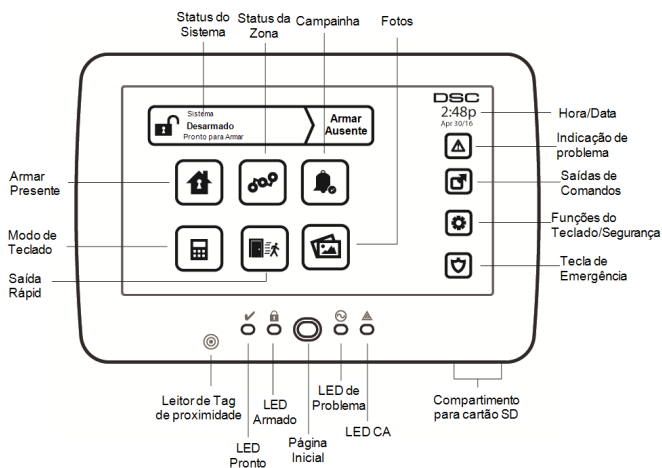 Status do
Sistema
Status da
Zona
Campainha
Fotos
Sistema
Desarmado
Pronto para Armar
Armar
Ausente
DSC
2:48p
Apr 30/16
Hora/Data
Indicação de
problema
Saídas de
Comandos
Funções do
Teclado/Segurança
Tecla de
Emergência
Armar
Presente
Modo de
Teclado
Saída
Rápid
Leitor de Tag
de proximidade
LED
Pronto
LED
Armado
Página
Inicial
LED de
Problema
LED CA
Compartimento
para cartão SD